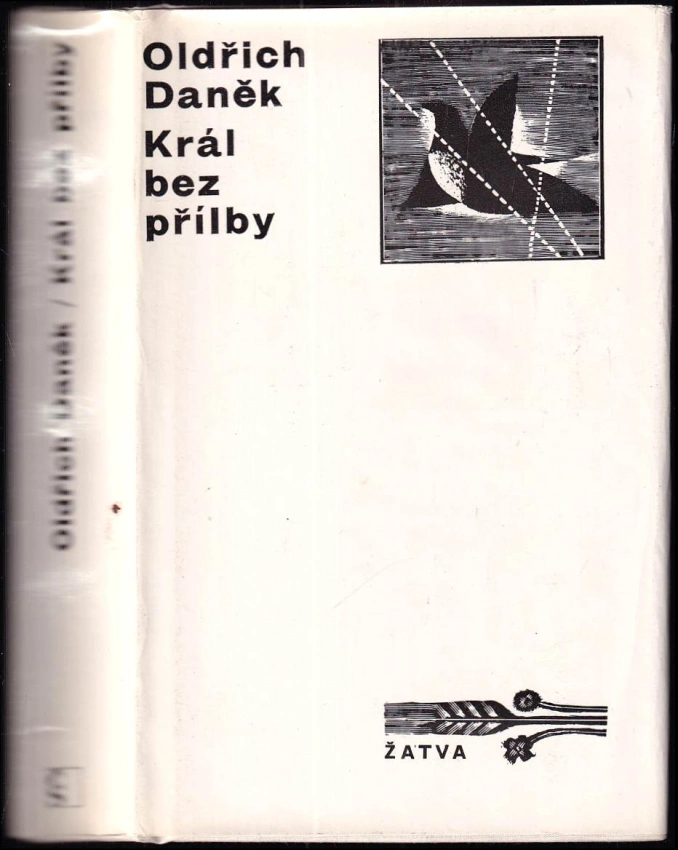 Oldřich
Daněk
Král
bez
přílby
ŽATVA
Oldřich Daněk / Král bez přílby